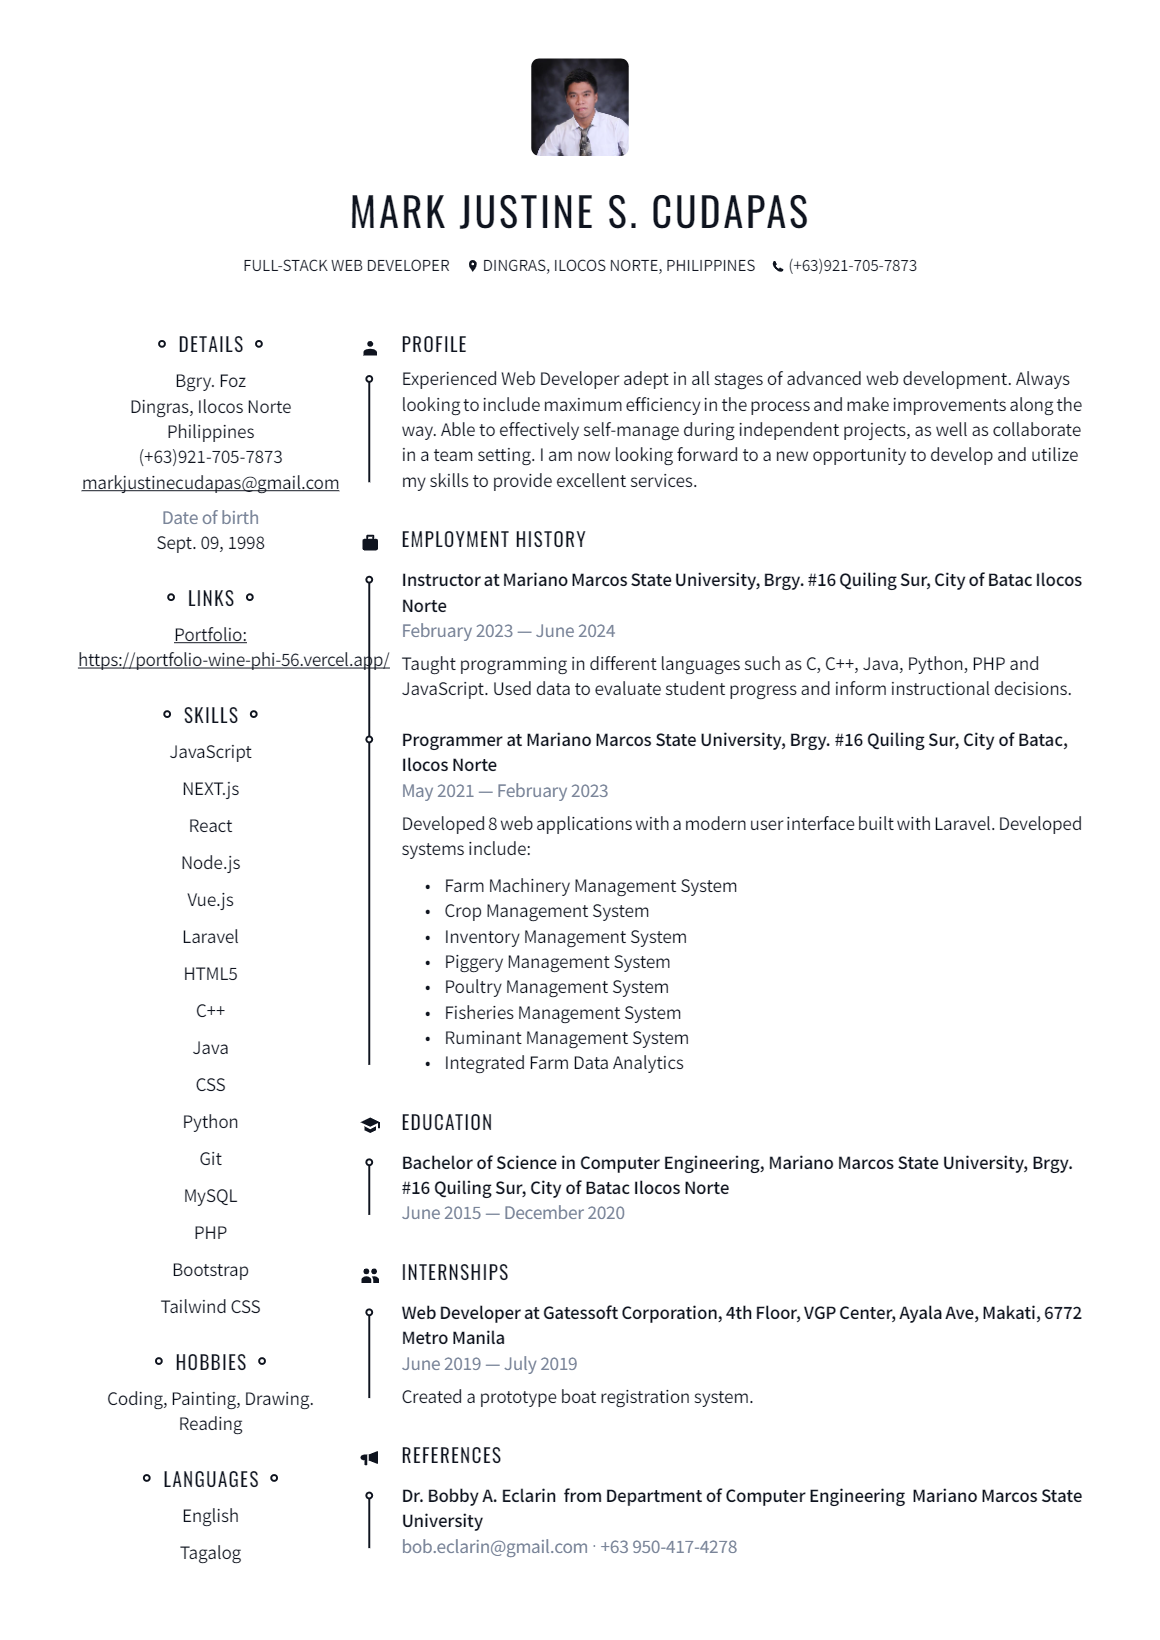 MARK JUSTINE S. CUDAPAS
FULL-STACK WEB DEVELOPER DINGRAS, ILOCOS NORTE, PHILIPPINES (+63)921-705-7873
DETAILS
Bgry. Foz
Dingras, Ilocos Norte
Philippines
(+63)921-705-7873
markjustinecudapas@gmail.com
Date of birth
Sept. 09, 1998
LINKS
Portfolio:
https://portfolio-wine-phi-56.vercel.app/
SKILLS
JavaScript
NEXT.js
React
Node.js
Vue.js
Laravel
HTML5
C++
Java
CSS
Python
Git
MySQL
PHP
Bootstrap
Tailwind CSS
HOBBIES
Coding, Painting, Drawing.
Reading
LANGUAGES
English
Tagalog
PROFILE
Experienced Web Developer adept in all stages of advanced web development. Always
looking to include maximum efficiency in the process and make improvements along the
way. Able to effectively self-manage during independent projects, as well as collaborate
in a team setting. I am now looking forward to a new opportunity to develop and utilize
my skills to provide excellent services.
EMPLOYMENT HISTORY
Instructor at Mariano Marcos State University, Brgy. #16 Quiling Sur, City of Batac Ilocos
Norte
February 2023 — June 2024
Taught programming in different languages such as C, C++, Java, Python, PHP and
JavaScript. Used data to evaluate student progress and inform instructional decisions.
Programmer at Mariano Marcos State University, Brgy. #16 Quiling Sur, City of Batac,
Ilocos Norte
May 2021 — February 2023
Developed 8 web applications with a modern user interface built with Laravel. Developed
systems include:
• Farm Machinery Management System
• Crop Management System
• Inventory Management System
• Piggery Management System
• Poultry Management System
• Fisheries Management System
• Ruminant Management System
• Integrated Farm Data Analytics
EDUCATION
Bachelor of Science in Computer Engineering, Mariano Marcos State University, Brgy.
#16 Quiling Sur, City of Batac Ilocos Norte
June 2015 — December 2020
INTERNSHIPS
Web Developer at Gatessoft Corporation, 4th Floor, VGP Center, Ayala Ave, Makati, 6772
Metro Manila
June 2019 — July 2019
Created a prototype boat registration system.
REFERENCES
Dr. Bobby A. Eclarin from Department of Computer Engineering Mariano Marcos State
University
bob.eclarin@gmail.com · +63 950-417-4278